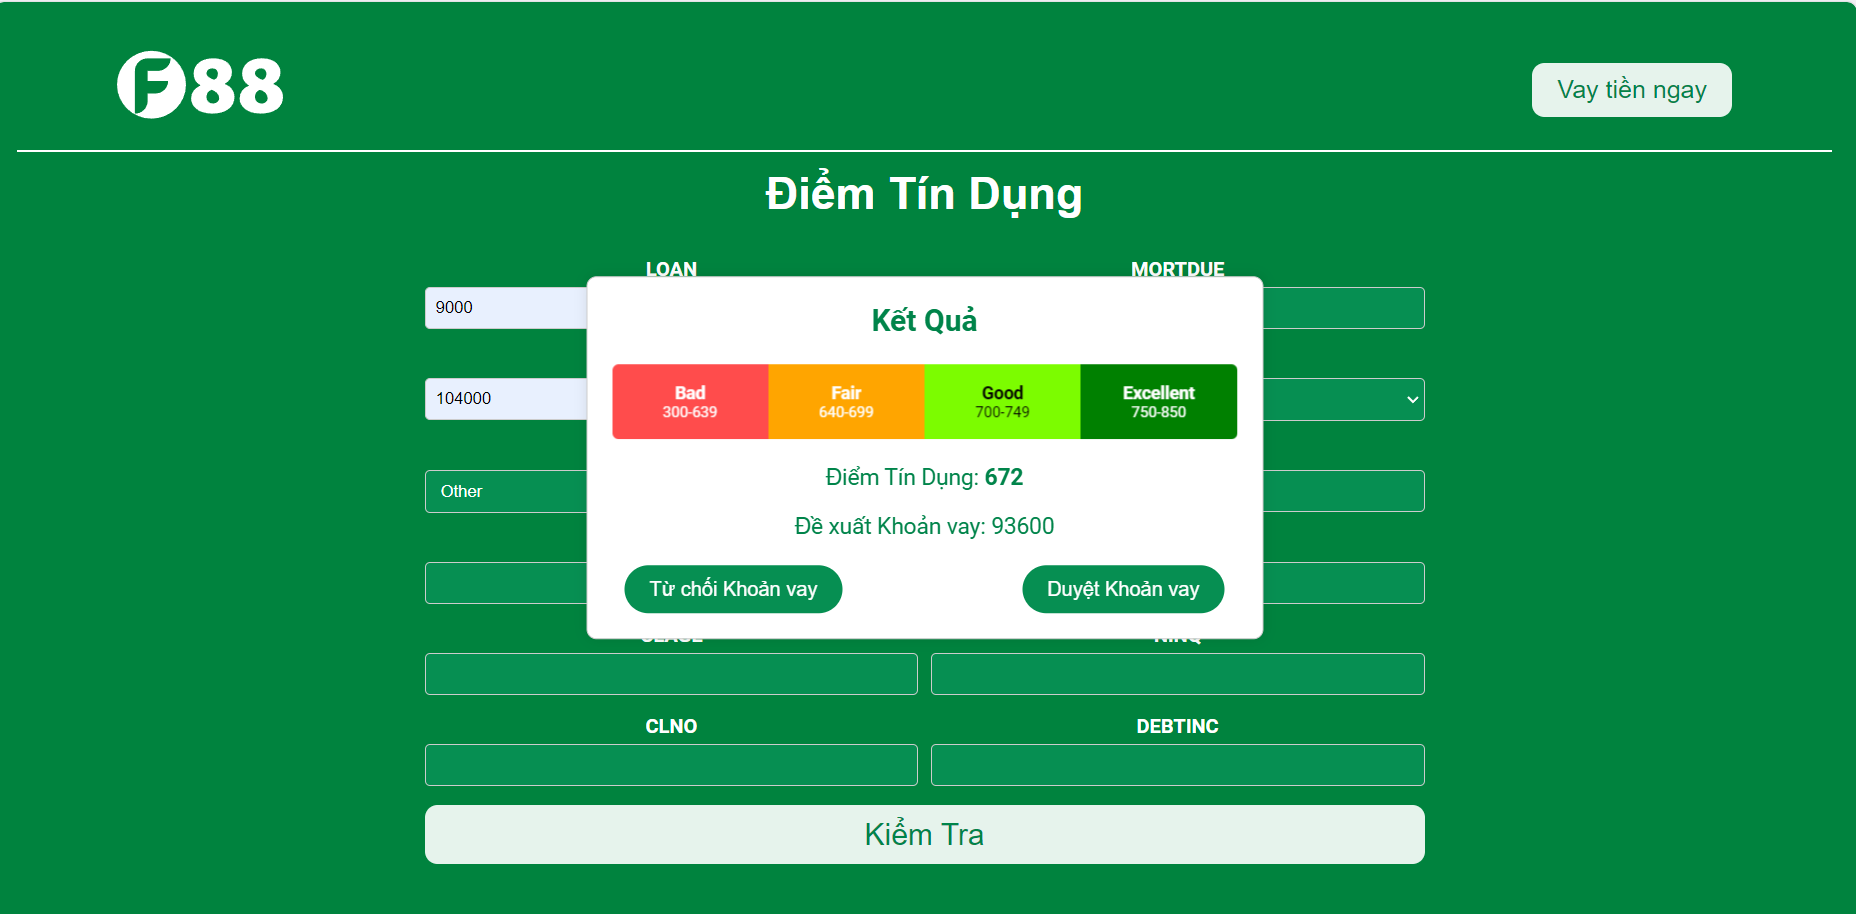 F88
Vay tiền ngay
Điểm Tín Dụng
LOAN MORTDUE
9000
Kết Quả
Bad Fair Good Excellent
300-639 640-699 700-749 750-850
104000
Điểm Tín Dụng: 672
Other
Đề xuất Khoản vay: 93600
Từ chối Khoản vay Duyệt Khoản vay
CLNO DEBTINC
Kiểm Tra